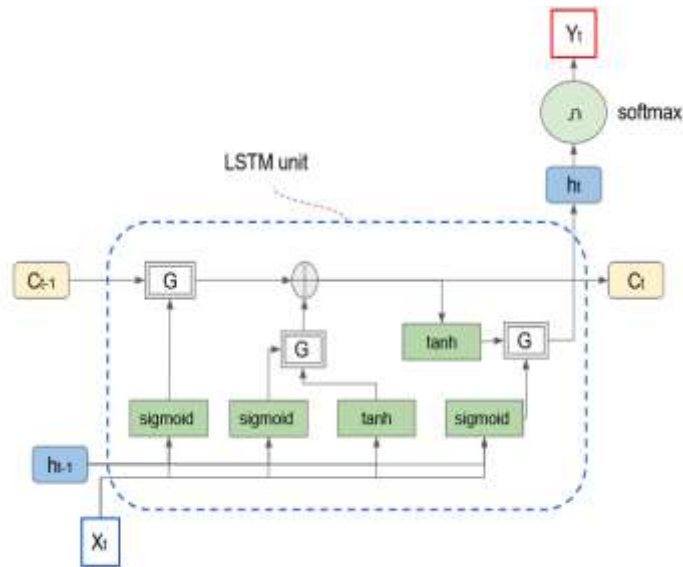 Yt
softmax
ht
LSTM unit
Ct-1
G
Ct
G
tanh
G
sigmoid
sigmoid
tanh
sigmoid
ht-1
Xt